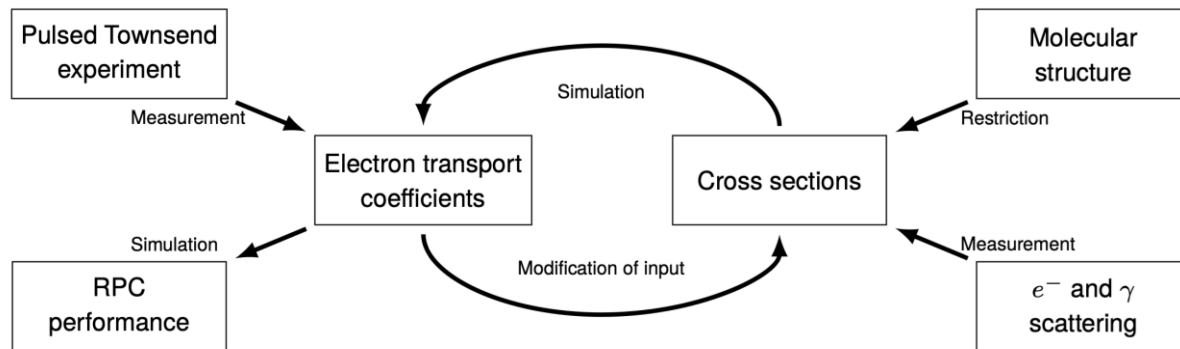 Pulsed Townsend
experiment
Molecular
structure
Simulation
Measurement
Restriction
Electron transport
coefficients
Cross sections
Simulation
Measurement
Modification of input
RPC
performance
e⁻ and γ
scattering